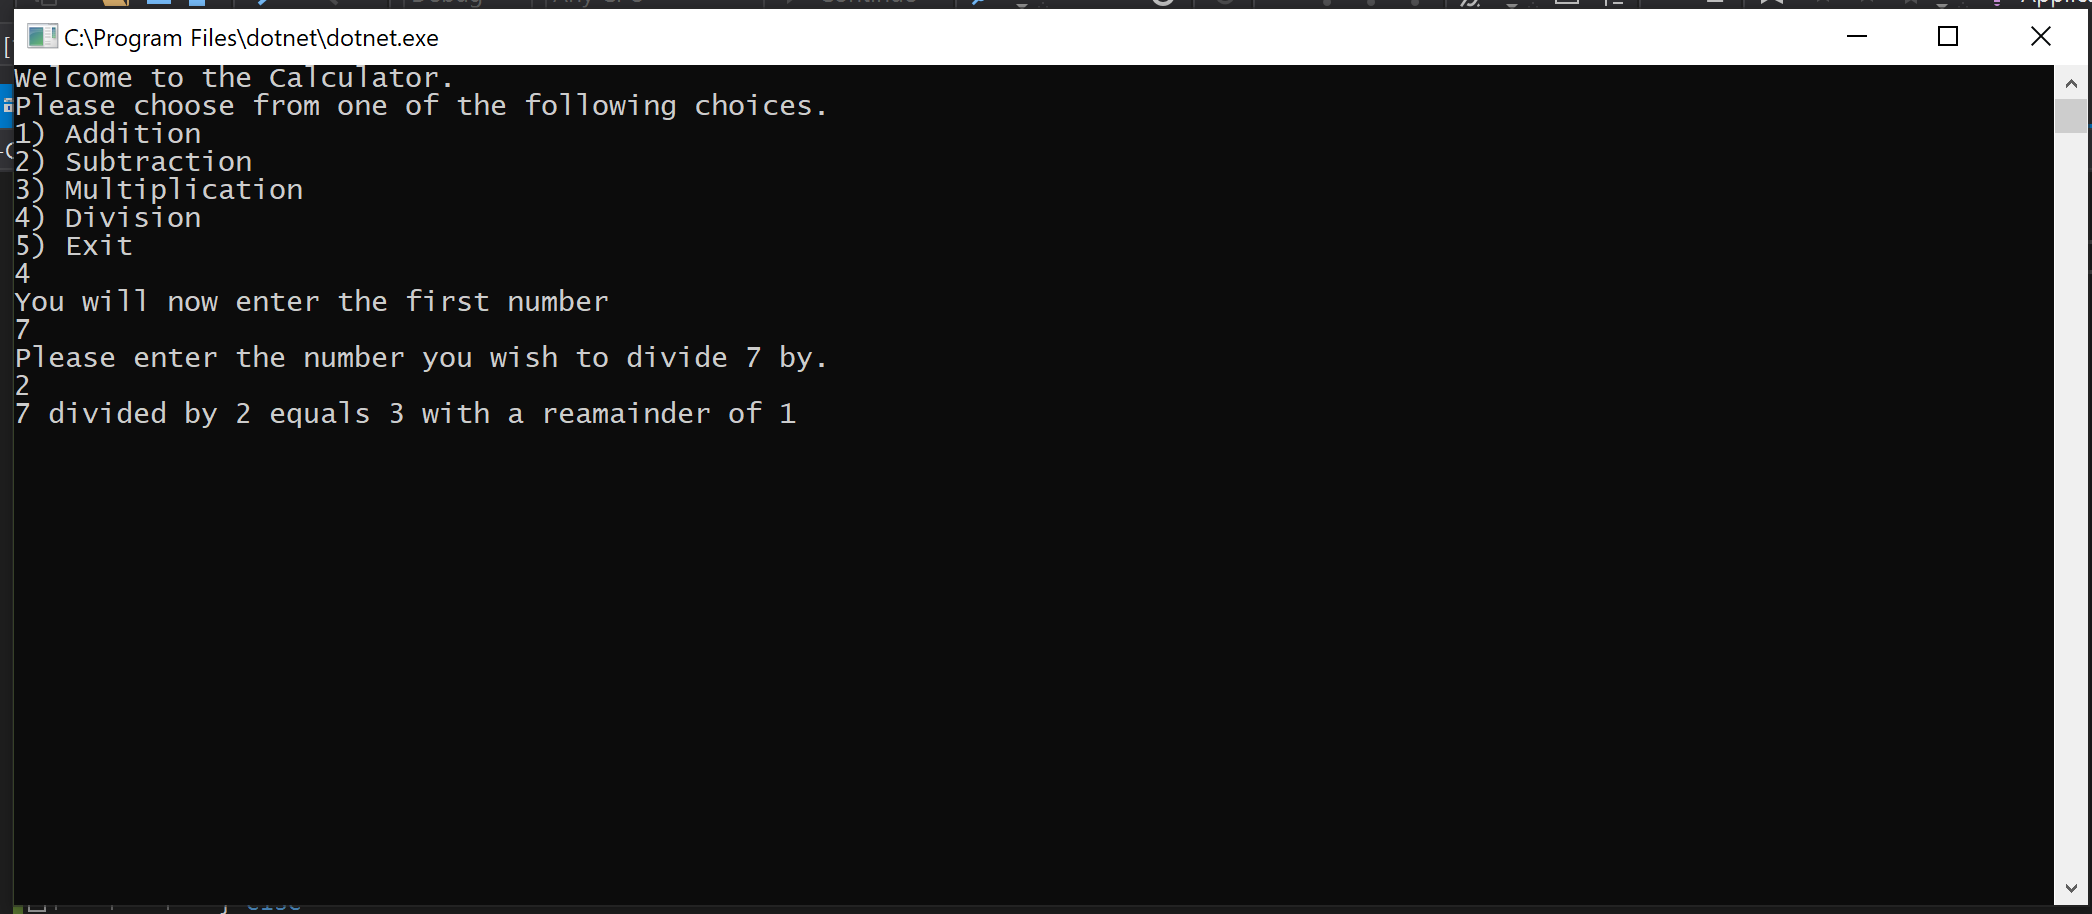 C:\Program Files\dotnet\dotnet.exe
Welcome to the Calculator.
Please choose from one of the following choices.
1) Addition
2) Subtraction
3) Multiplication
4) Division
5) Exit
4
You will now enter the first number
7
Please enter the number you wish to divide 7 by.
2
7 divided by 2 equals 3 with a reamainder of 1